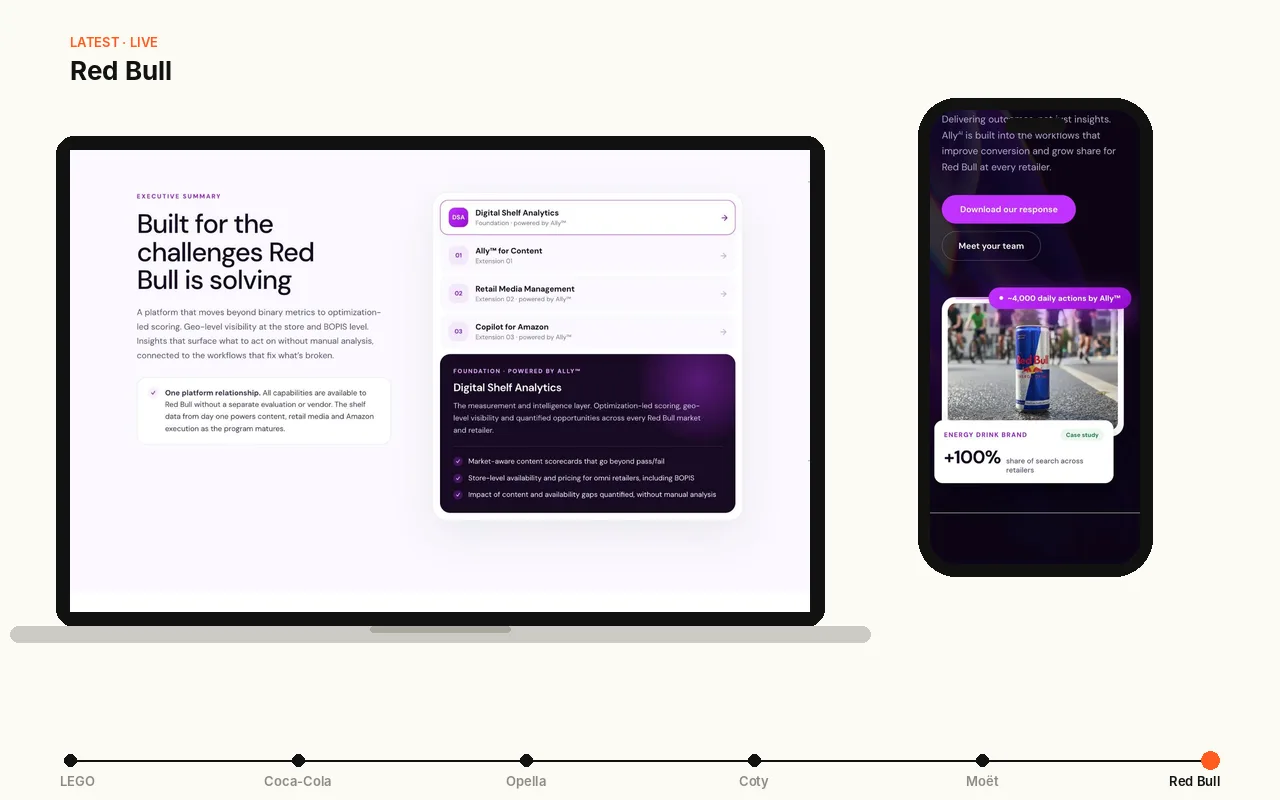 LATEST · LIVE
Red Bull
EXECUTIVE SUMMARY
Built for the
challenges Red
Bull is solving
A platform that moves beyond binary metrics to optimization-
led scoring. Geo-level visibility at the store and BOPIS level.
Insights that surface what to act on without manual analysis,
connected to the workflows that fix what's broken.
One platform relationship. All capabilities are available to
Red Bull without a separate evaluation or vendor. The shelf
data from day one powers content, retail media and Amazon
execution as the program matures.
DSA
Digital Shelf Analytics
Foundation · powered by Ally™
01
Ally™ for Content
Extension 01
02
Retail Media Management
Extension 02 · powered by Ally™
03
Copilot for Amazon
Extension 03 · powered by Ally™
FOUNDATION · POWERED BY ALLY™
Digital Shelf Analytics
The measurement and intelligence layer. Optimization-led scoring, geo-
level visibility and quantified opportunities across every Red Bull market
and retailer.
Market-aware content scorecards that go beyond pass/fail
Store-level availability and pricing for omni retailers, including BOPIS
Impact of content and availability gaps quantified, without manual analysis
Delivering outcomes, not just insights.
Ally is built into the workflows that
improve conversion and grow share for
Red Bull at every retailer.
Download our response
Meet your team
~4,000 daily actions by Ally™
Red Bull
ENERGY DRINK BRAND
Case study
+100% share of search across
retailers
LEGO
Coca-Cola
Opella
Coty
Moët
Red Bull